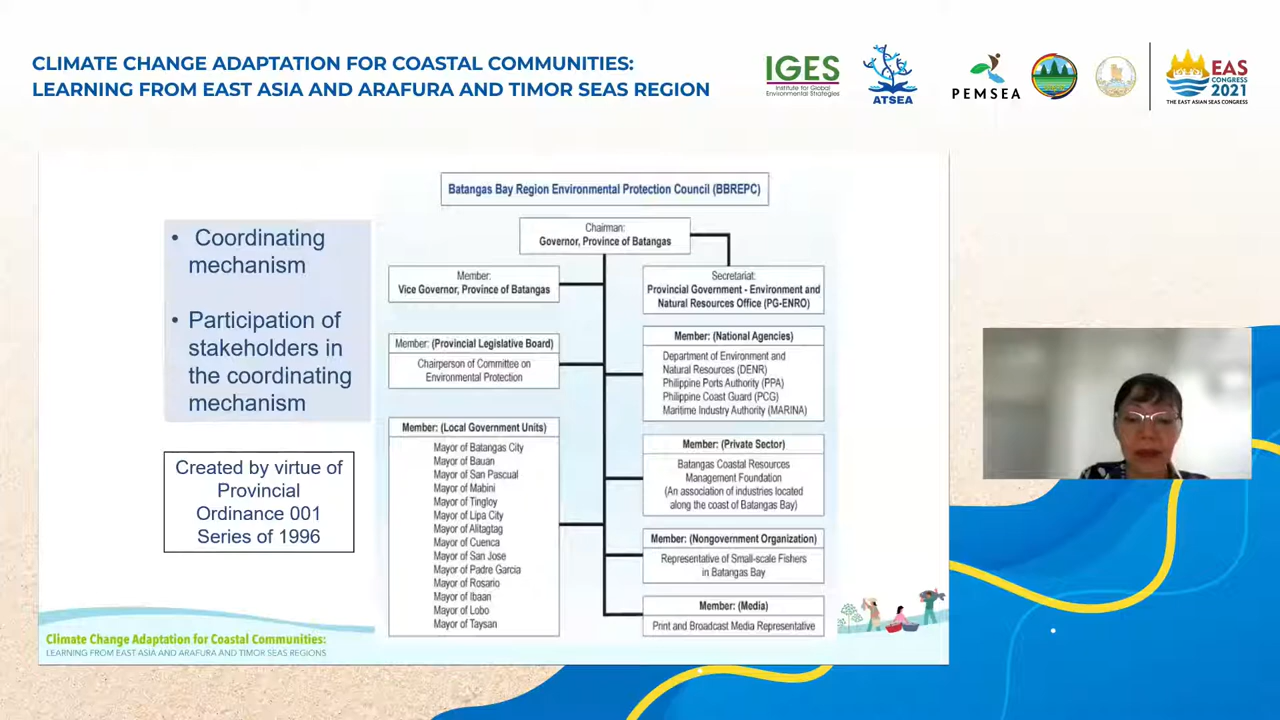 CLIMATE CHANGE ADAPTATION FOR COASTAL COMMUNITIES:
LEARNING FROM EAST ASIA AND ARAFURA AND TIMOR SEAS REGION
IGES
Institute for Global
Environmental Strategies
ATSEA
PEMSEA
EAS
CONGRESS
2021
THE EAST ASIAN SEAS CONGRESS
• Coordinating
mechanism
• Participation of
stakeholders in
the coordinating
mechanism
Created by virtue of
Provincial
Ordinance 001
Series of 1996
Batangas Bay Region Environmental Protection Council (BBREPC)
Chairman:
Governor, Province of Batangas
Member:
Vice Governor, Province of Batangas
Secretariat:
Provincial Government - Environment and
Natural Resources Office (PG-ENRO)
Member: (Provincial Legislative Board)
Chairperson of Committee on
Environmental Protection
Member: (National Agencies)
Department of Environment and
Natural Resources (DENR)
Philippine Ports Authority (PPA)
Philippine Coast Guard (PCG)
Maritime Industry Authority (MARINA)
Member: (Local Government Units)
Mayor of Batangas City
Mayor of Bauan
Mayor of San Pascual
Mayor of Mabini
Mayor of Tingloy
Mayor of Lipa City
Mayor of Alitagtag
Mayor of Cuenca
Mayor of San Jose
Mayor of Padre Garcia
Mayor of Rosario
Mayor of Ibaan
Mayor of Lobo
Mayor of Taysan
Member: (Private Sector)
Batangas Coastal Resources
Management Foundation
(An association of industries located
along the coast of Batangas Bay)
Member: (Nongovernment Organization)
Representative of Small-scale Fishers
in Batangas Bay
Member: (Media)
Print and Broadcast Media Representative
Climate Change Adaptation for Coastal Communities:
LEARNING FROM EAST ASIA AND ARAFURA AND TIMOR SEAS REGIONS